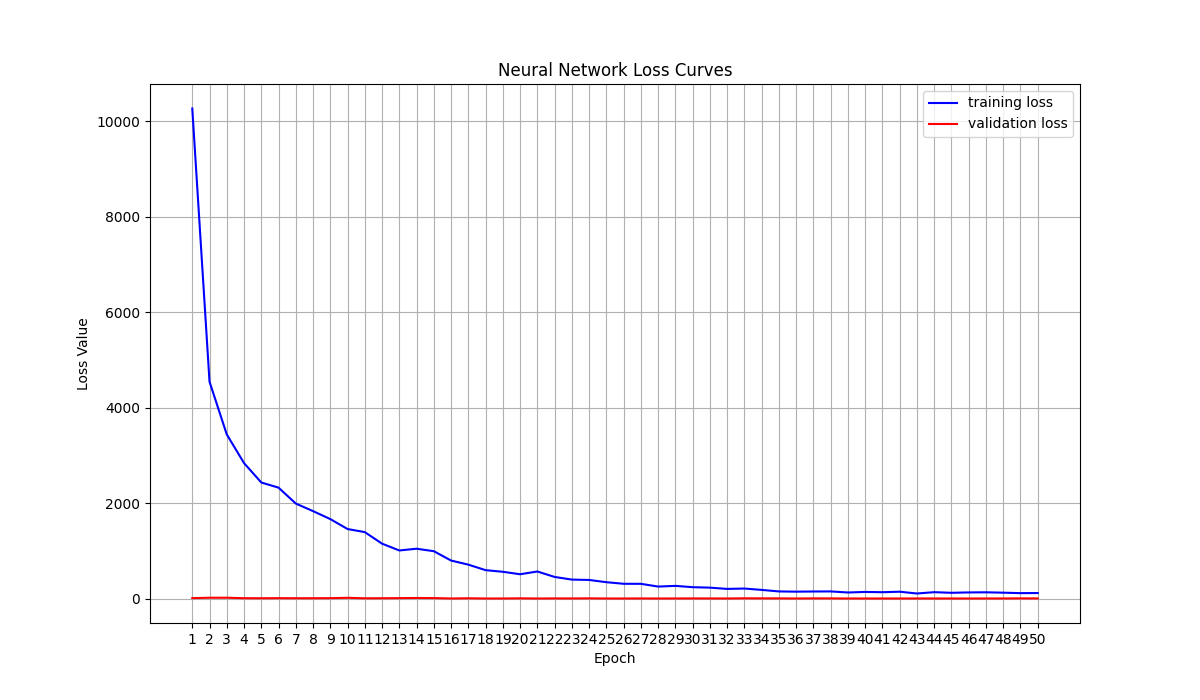 Neural Network Loss Curves
training loss
validation loss
10000
8000
6000
4000
2000
0
Loss Value
1 2 3 4 5 6 7 8 9 10 11 12 13 14 15 16 17 18 19 20 21 22 23 24 25 26 27 28 29 30 31 32 33 34 35 36 37 38 39 40 41 42 43 44 45 46 47 48 49 50
Epoch